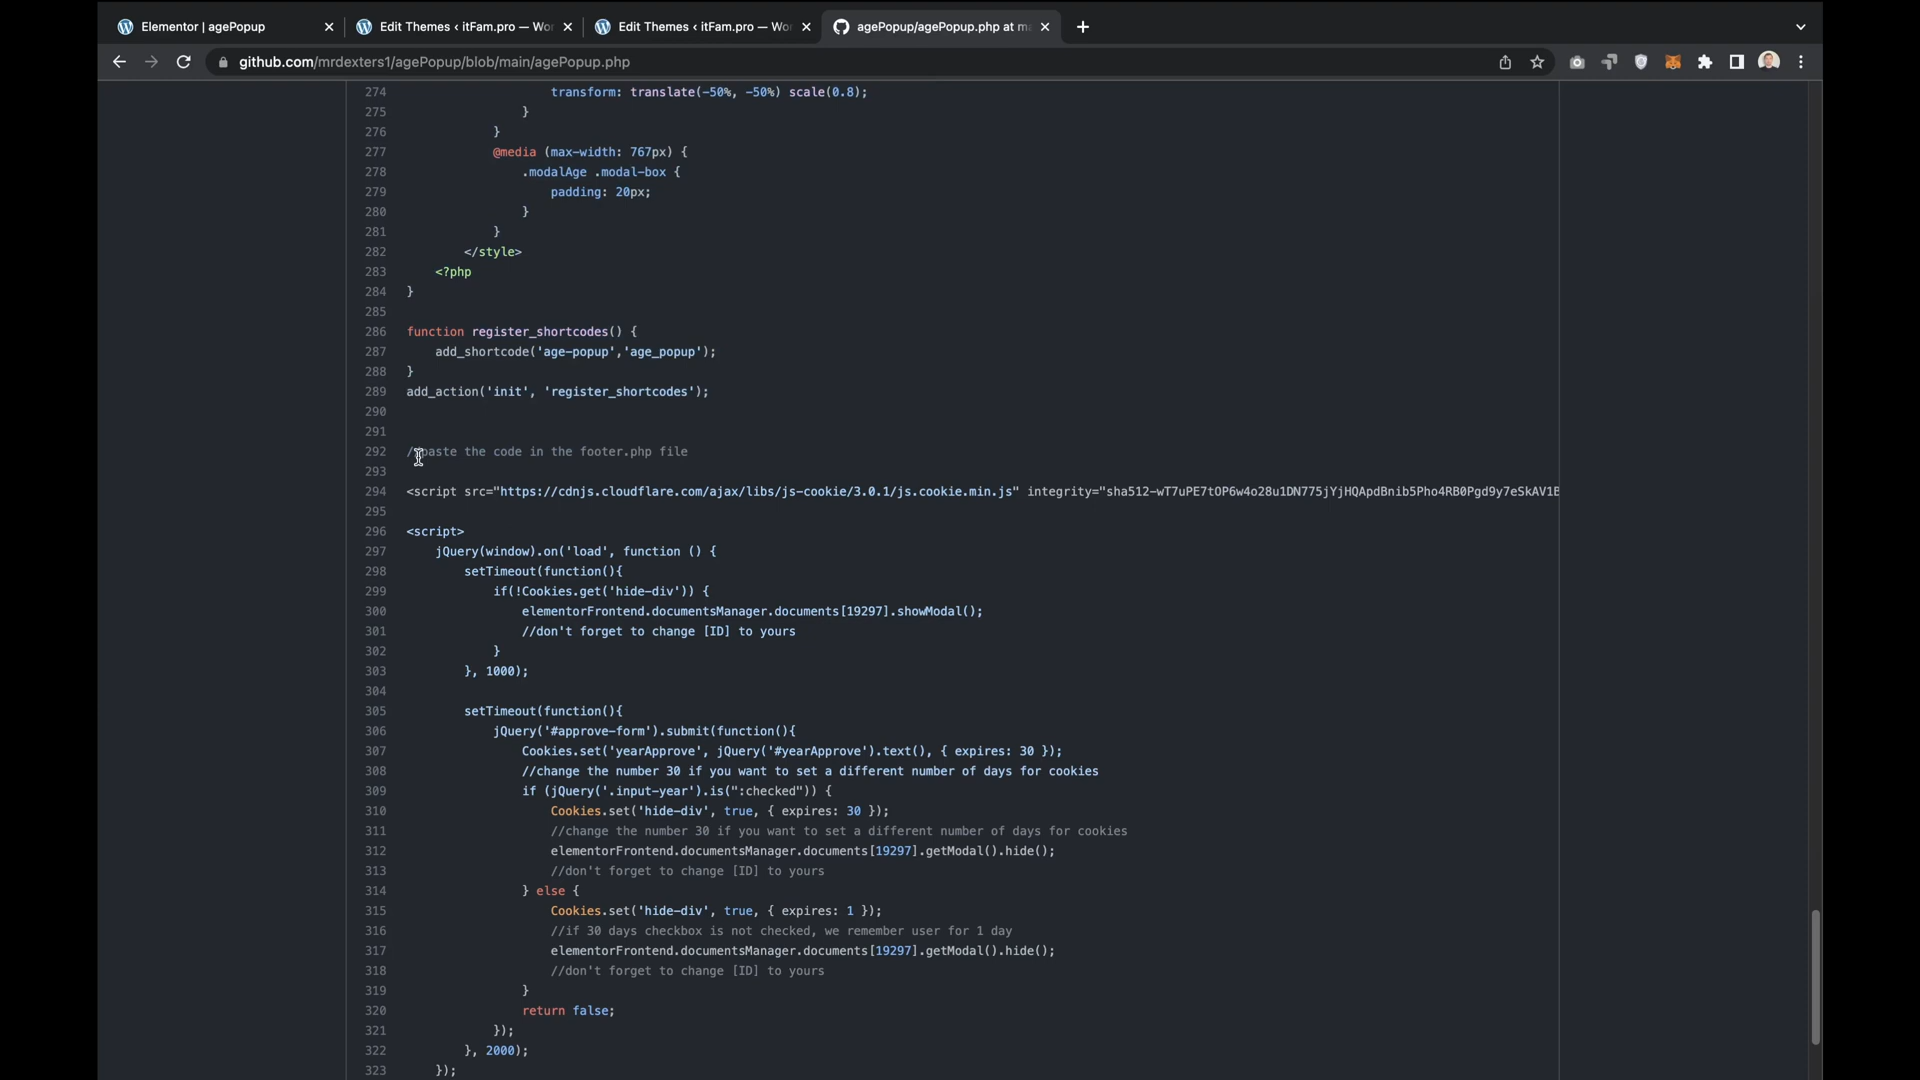 Elementor | agePopup
Edit Themes ‹ itFam.pro — Wor
Edit Themes ‹ itFam.pro — Wor
agePopup/agePopup.php at ma
github.com/mrdexters1/agePopup/blob/main/agePopup.php
274 transform: translate(-50%, -50%) scale(0.8);
275 }
276 }
277 @media (max-width: 767px) {
278 .modalAge .modal-box {
279 padding: 20px;
280 }
281 }
282 </style>
283 <?php
284 }
285
286 function register_shortcodes() {
287 add_shortcode('age-popup','age_popup');
288 }
289 add_action('init', 'register_shortcodes');
290
291
292 //paste the code in the footer.php file
293
294 <script src="https://cdnjs.cloudflare.com/ajax/libs/js-cookie/3.0.1/js.cookie.min.js" integrity="sha512-wT7uPE7tOP6w4o28u1DN775jYjHQApdBnib5Pho4RB0Pgd9y7eSkAV1B
295
296 <script>
297 jQuery(window).on('load', function () {
298 setTimeout(function(){
299 if(!Cookies.get('hide-div')) {
300 elementorFrontend.documentsManager.documents[19297].showModal();
301 //don't forget to change [ID] to yours
302 }
303 }, 1000);
304
305 setTimeout(function(){
306 jQuery('#approve-form').submit(function(){
307 Cookies.set('yearApprove', jQuery('#yearApprove').text(), { expires: 30 });
308 //change the number 30 if you want to set a different number of days for cookies
309 if (jQuery('.input-year').is(":checked")) {
310 Cookies.set('hide-div', true, { expires: 30 });
311 //change the number 30 if you want to set a different number of days for cookies
312 elementorFrontend.documentsManager.documents[19297].getModal().hide();
313 //don't forget to change [ID] to yours
314 } else {
315 Cookies.set('hide-div', true, { expires: 1 });
316 //if 30 days checkbox is not checked, we remember user for 1 day
317 elementorFrontend.documentsManager.documents[19297].getModal().hide();
318 //don't forget to change [ID] to yours
319 }
320 return false;
321 });
322 }, 2000);
323 });